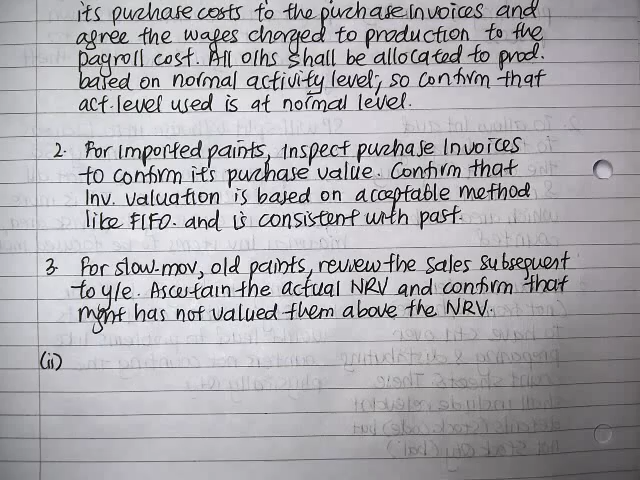 its purchase costs to the purchase invoices and
agree the wages charged to production to the
payroll cost. All o/hs shall be allocated to prod.
based on normal activity level, so confirm that
act. level used is at normal level.
2. For imported paints, inspect purchase invoices
to confirm its purchase value. Confirm that
Inv. valuation is based on acceptable method
like FIFO. and is consistent with past.
3. For slow-mov, old paints, review the sales subsequent
to y/e. Ascertain the actual NRV and confirm that
mgnt has not valued them above the NRV.
(ii)